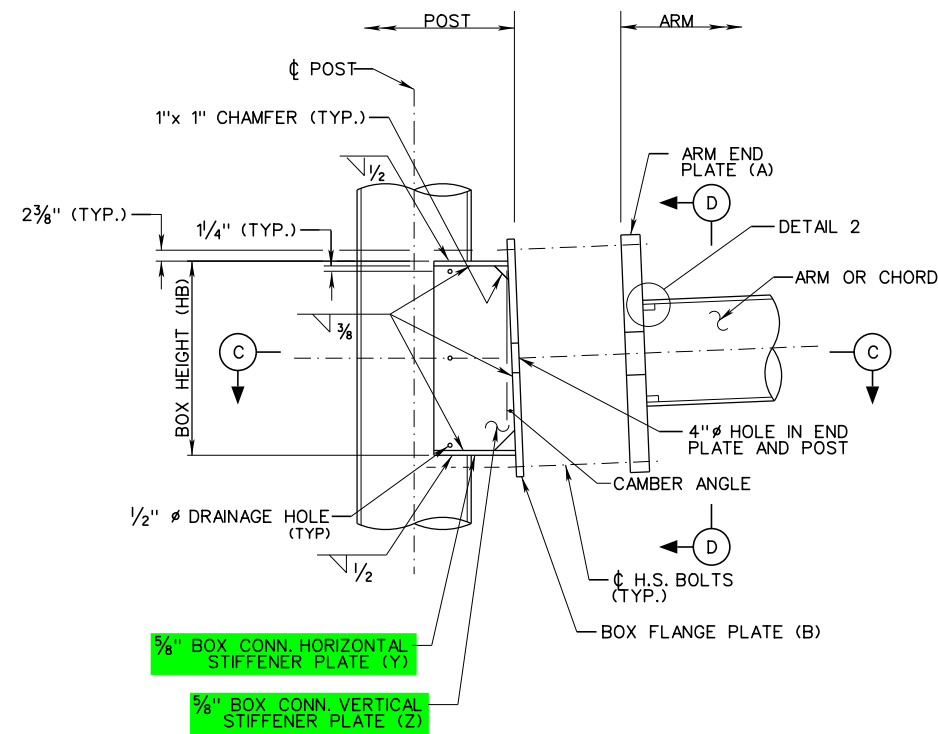 POST
ARM
℄ POST
1"x 1" CHAMFER (TYP.)
1/2
ARM END
PLATE (A)
D
2 3/8" (TYP.)
1 1/4" (TYP.)
DETAIL 2
ARM OR CHORD
BOX HEIGHT (HB)
3/8
C
C
4"ø HOLE IN END
PLATE AND POST
CAMBER ANGLE
1/2" ø DRAINAGE HOLE
(TYP)
D
1/2
℄ H.S. BOLTS
(TYP.)
BOX FLANGE PLATE (B)
5/8" BOX CONN. HORIZONTAL
STIFFENER PLATE (Y)
5/8" BOX CONN. VERTICAL
STIFFENER PLATE (Z)